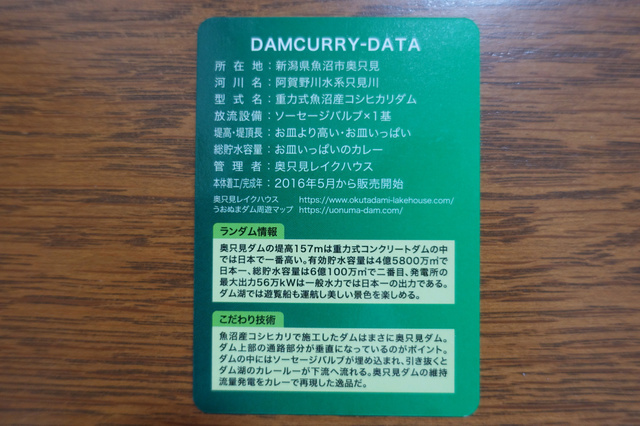 DAMCURRY-DATA
所在地：新潟県魚沼市奥只見
河川名：阿賀野川水系只見川
型式名：重力式魚沼産コシヒカリダム
放流設備：ソーセージバルブ×1基
堤高・堤頂長：お皿より高い・お皿いっぱい
総貯水容量：お皿いっぱいのカレー
管理者：奥只見レイクハウス
本体着工/完成年：2016年5月から販売開始
奥只見レイクハウス https://www.okutadami-lakehouse.com/
うおぬまダム周遊マップ https://uonuma-dam.com/
ランダム情報
奥只見ダムの堤高157mは重力式コンクリートダムの中
では日本で一番高い。有効貯水容量は4億5800万㎥で
日本一、総貯水容量は6億100万㎥で二番目、発電所の
最大出力56万kWは一般水力では日本一の出力である。
ダム湖では遊覧船も運航し美しい景色を楽しめる。
こだわり技術
魚沼産コシヒカリで施工したダムはまさに奥只見ダム。
ダム上部の通路部分が垂直になっているのがポイント。
ダムの中にはソーセージバルブが埋め込まれ、引き抜くと
ダム湖のカレールーが下流へ流れる。奥只見ダムの維持
流量発電をカレーで再現した逸品だ。